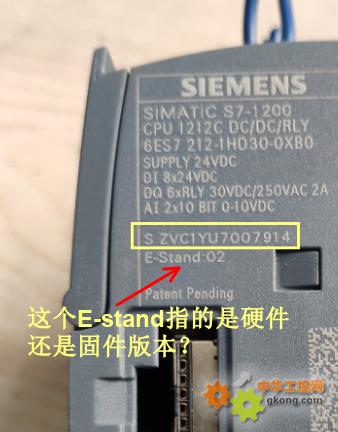 SIEMENS
SIMATIC S7-1200
CPU 1212C DC/DC/RLY
6ES7 212-1HD30-0XB0
SUPPLY 24VDC
DI 8x24VDC
DQ 6xRLY 30VDC/250VAC 2A
AI 2x10 BIT 0-10VDC
S ZVC1YU7007914
E-Stand:02
这个E-stand指的是硬件
还是固件版本？
Patent Pending
中华工控网
gkong.com